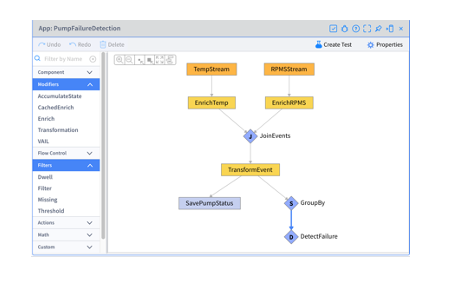 App: PumpFailureDetection
Undo
Redo
Delete
Create Test
Properties
Filter by Name
Component
Modifiers
AccumulateState
CachedEnrich
Enrich
Transformation
VAIL
Flow Control
Filters
Dwell
Filter
Missing
Threshold
Actions
Math
Custom
TempStream
RPMSStream
EnrichTemp
EnrichRPMS
J
JoinEvents
TransformEvent
SavePumpStatus
S
GroupBy
D
DetectFailure